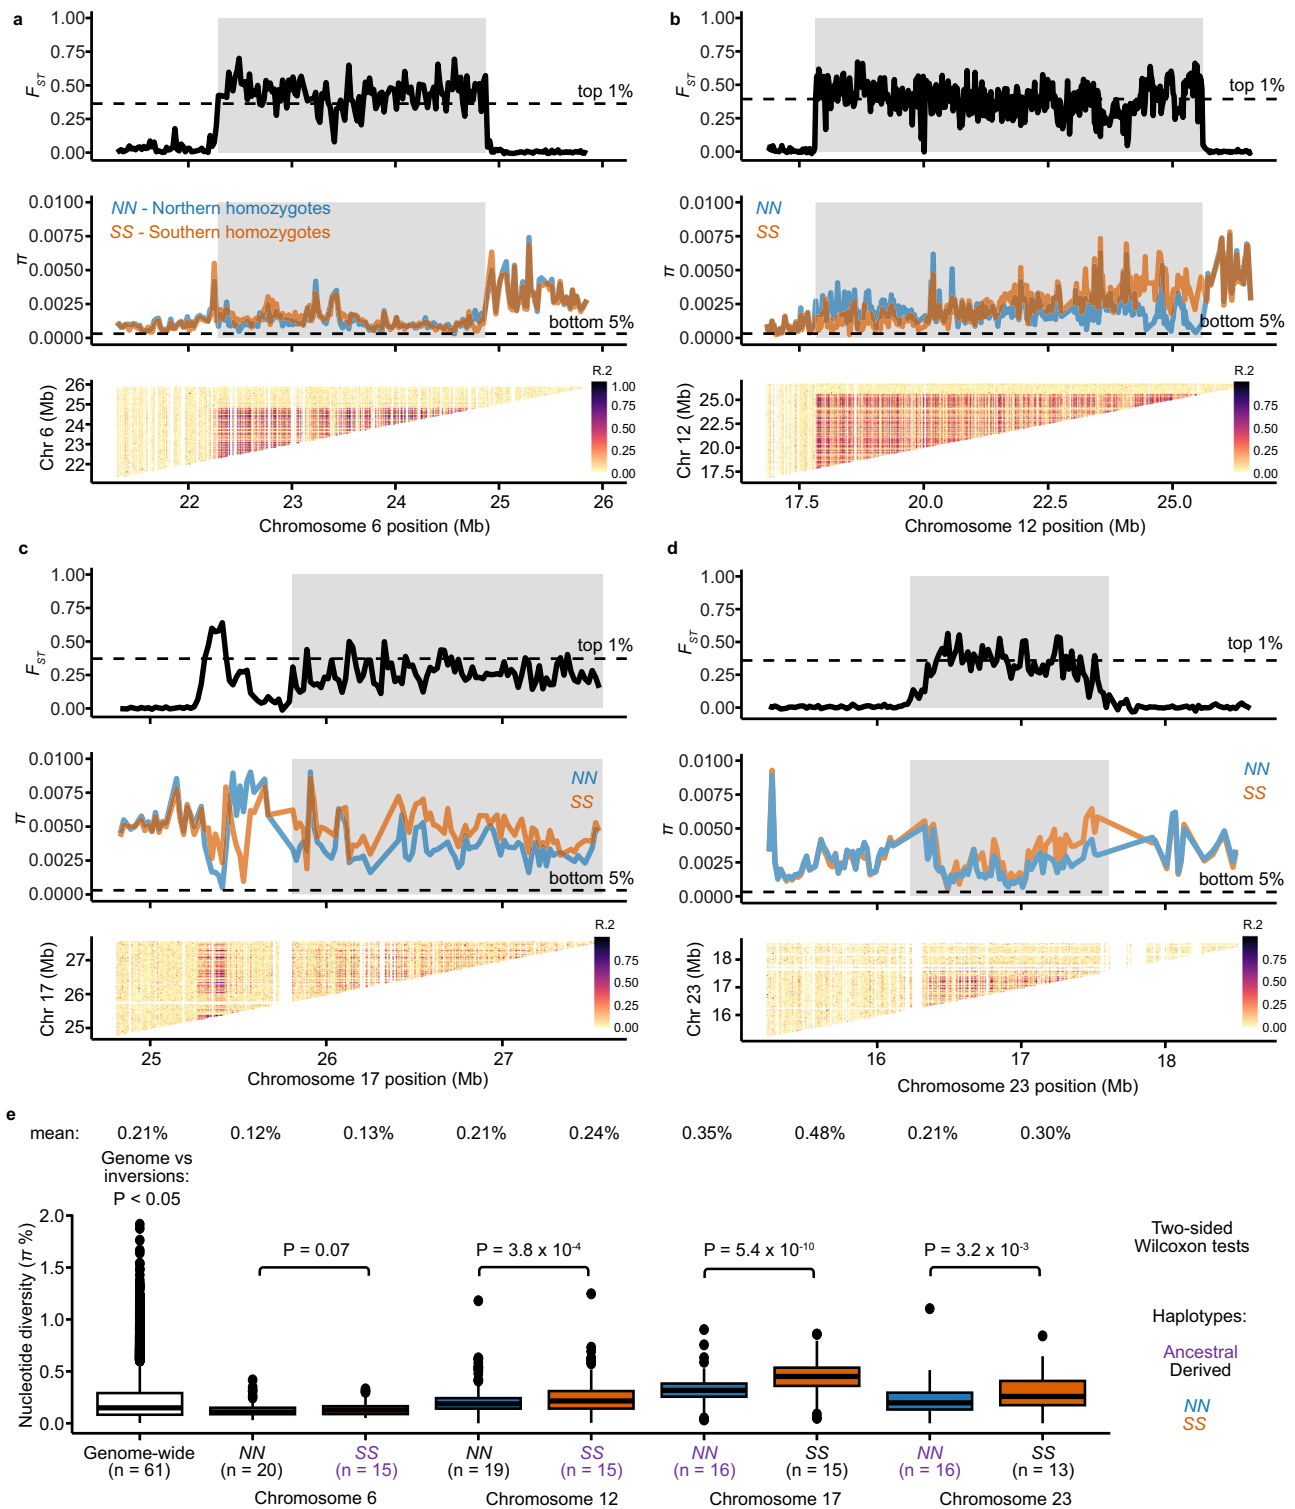 a
1.00
0.75
0.50
0.25
0.00
F_ST
top 1%
22
23
24
25
26
0.0100
0.0075
0.0050
0.0025
0.0000
π
NN - Northern homozygotes
SS - Southern homozygotes
bottom 5%
26
25
24
23
22
Chr 6 (Mb)
R.2
1.00
0.75
0.50
0.25
0.00
22 23 24 25 26
Chromosome 6 position (Mb)
b
1.00
0.75
0.50
0.25
0.00
F_ST
top 1%
0.0100
0.0075
0.0050
0.0025
0.0000
π
NN
SS
bottom 5%
25.0
22.5
20.0
17.5
Chr 12 (Mb)
R.2
1.00
0.75
0.50
0.25
0.00
17.5 20.0 22.5 25.0
Chromosome 12 position (Mb)
c
1.00
0.75
0.50
0.25
0.00
F_ST
top 1%
0.0100
0.0075
0.0050
0.0025
0.0000
π
NN
SS
bottom 5%
27
26
25
Chr 17 (Mb)
R.2
0.75
0.50
0.25
0.00
25 26 27
Chromosome 17 position (Mb)
d
1.00
0.75
0.50
0.25
0.00
F_ST
top 1%
0.0100
0.0075
0.0050
0.0025
0.0000
π
NN
SS
bottom 5%
18
17
16
Chr 23 (Mb)
R.2
0.75
0.50
0.25
0.00
16 17 18
Chromosome 23 position (Mb)
e
mean: 0.21% 0.12% 0.13% 0.21% 0.24% 0.35% 0.48% 0.21% 0.30%
Genome vs
inversions:
P < 0.05
2.0
1.5
1.0
0.5
0.0
Nucleotide diversity (π %)
P = 0.07 P = 3.8 x 10⁻⁴ P = 5.4 x 10⁻¹⁰ P = 3.2 x 10⁻³
Two-sided
Wilcoxon tests
Haplotypes:
Ancestral
Derived
NN
SS
Genome-wide NN SS NN SS NN SS NN SS
(n = 61) (n = 20) (n = 15) (n = 19) (n = 15) (n = 16) (n = 15) (n = 16) (n = 13)
Chromosome 6 Chromosome 12 Chromosome 17 Chromosome 23